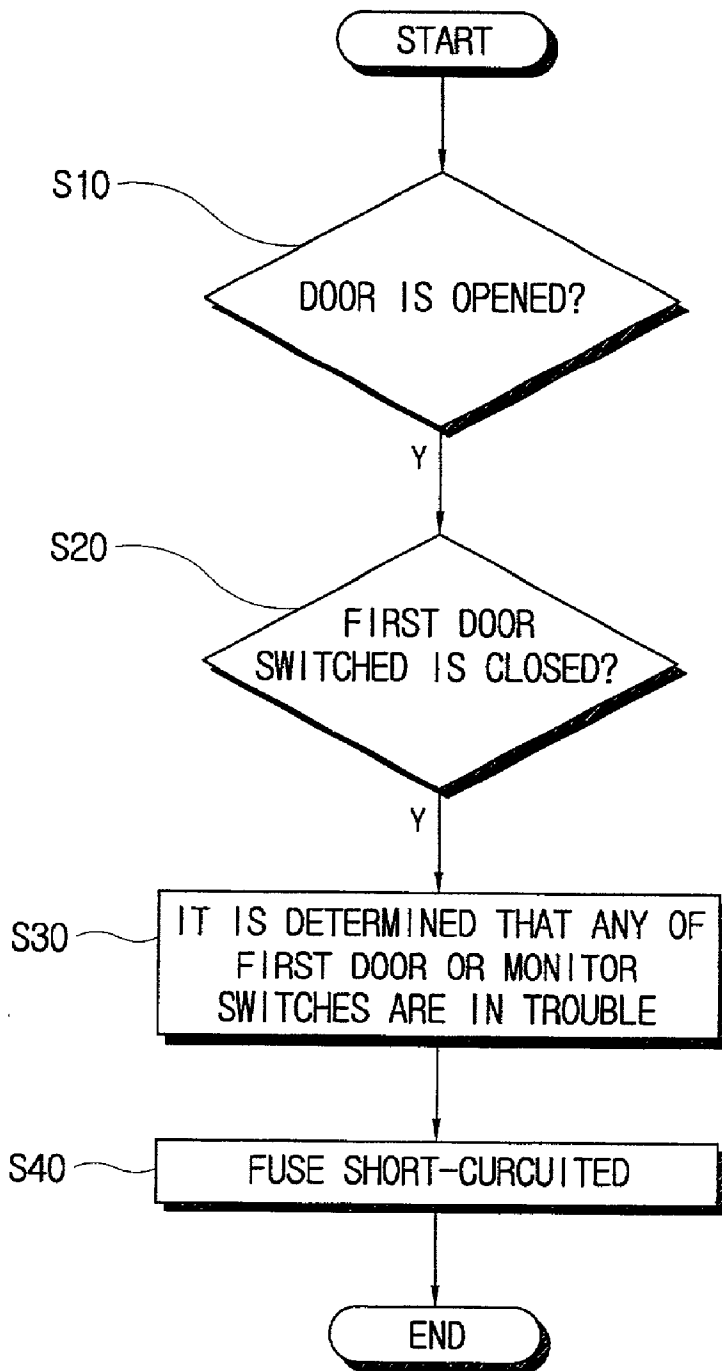 START
S10
DOOR IS OPENED?
Y
S20
FIRST DOOR
SWITCHED IS CLOSED?
Y
S30
IT IS DETERMINED THAT ANY OF
FIRST DOOR OR MONITOR
SWITCHES ARE IN TROUBLE
S40
FUSE SHORT-CURCUITED
END